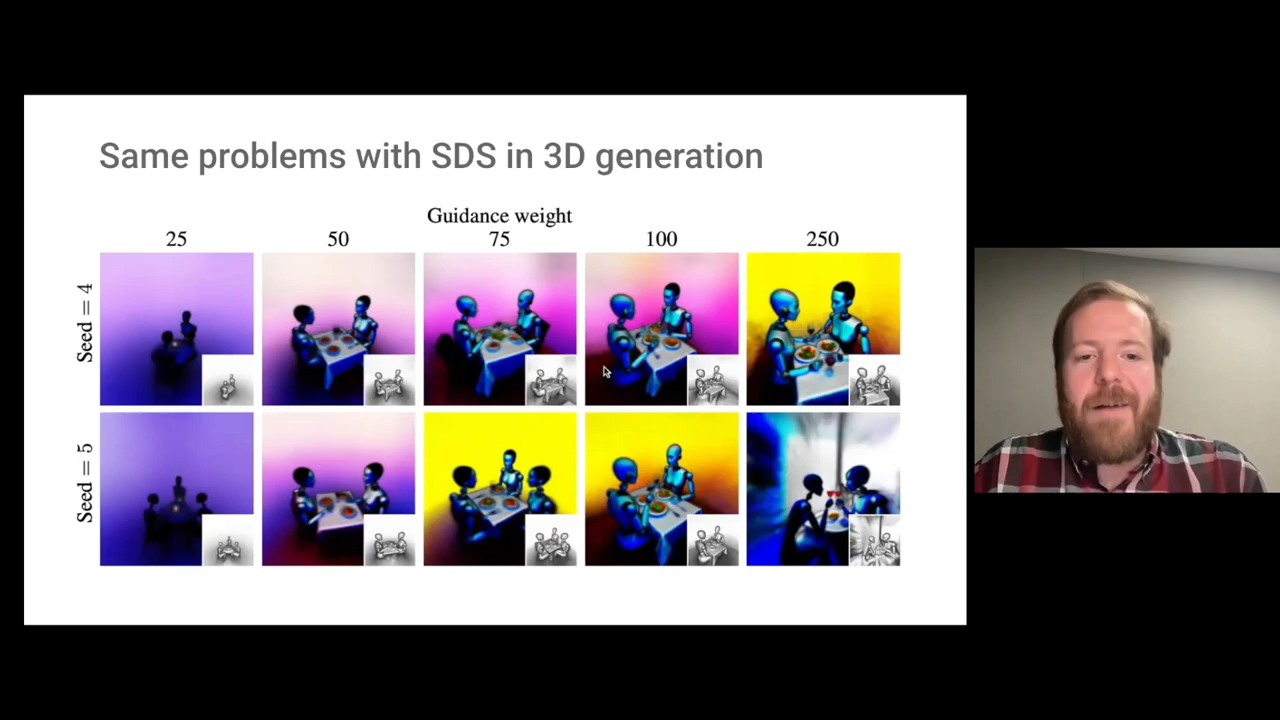 Same problems with SDS in 3D generation
Guidance weight
25 50 75 100 250
Seed = 4
Seed = 5